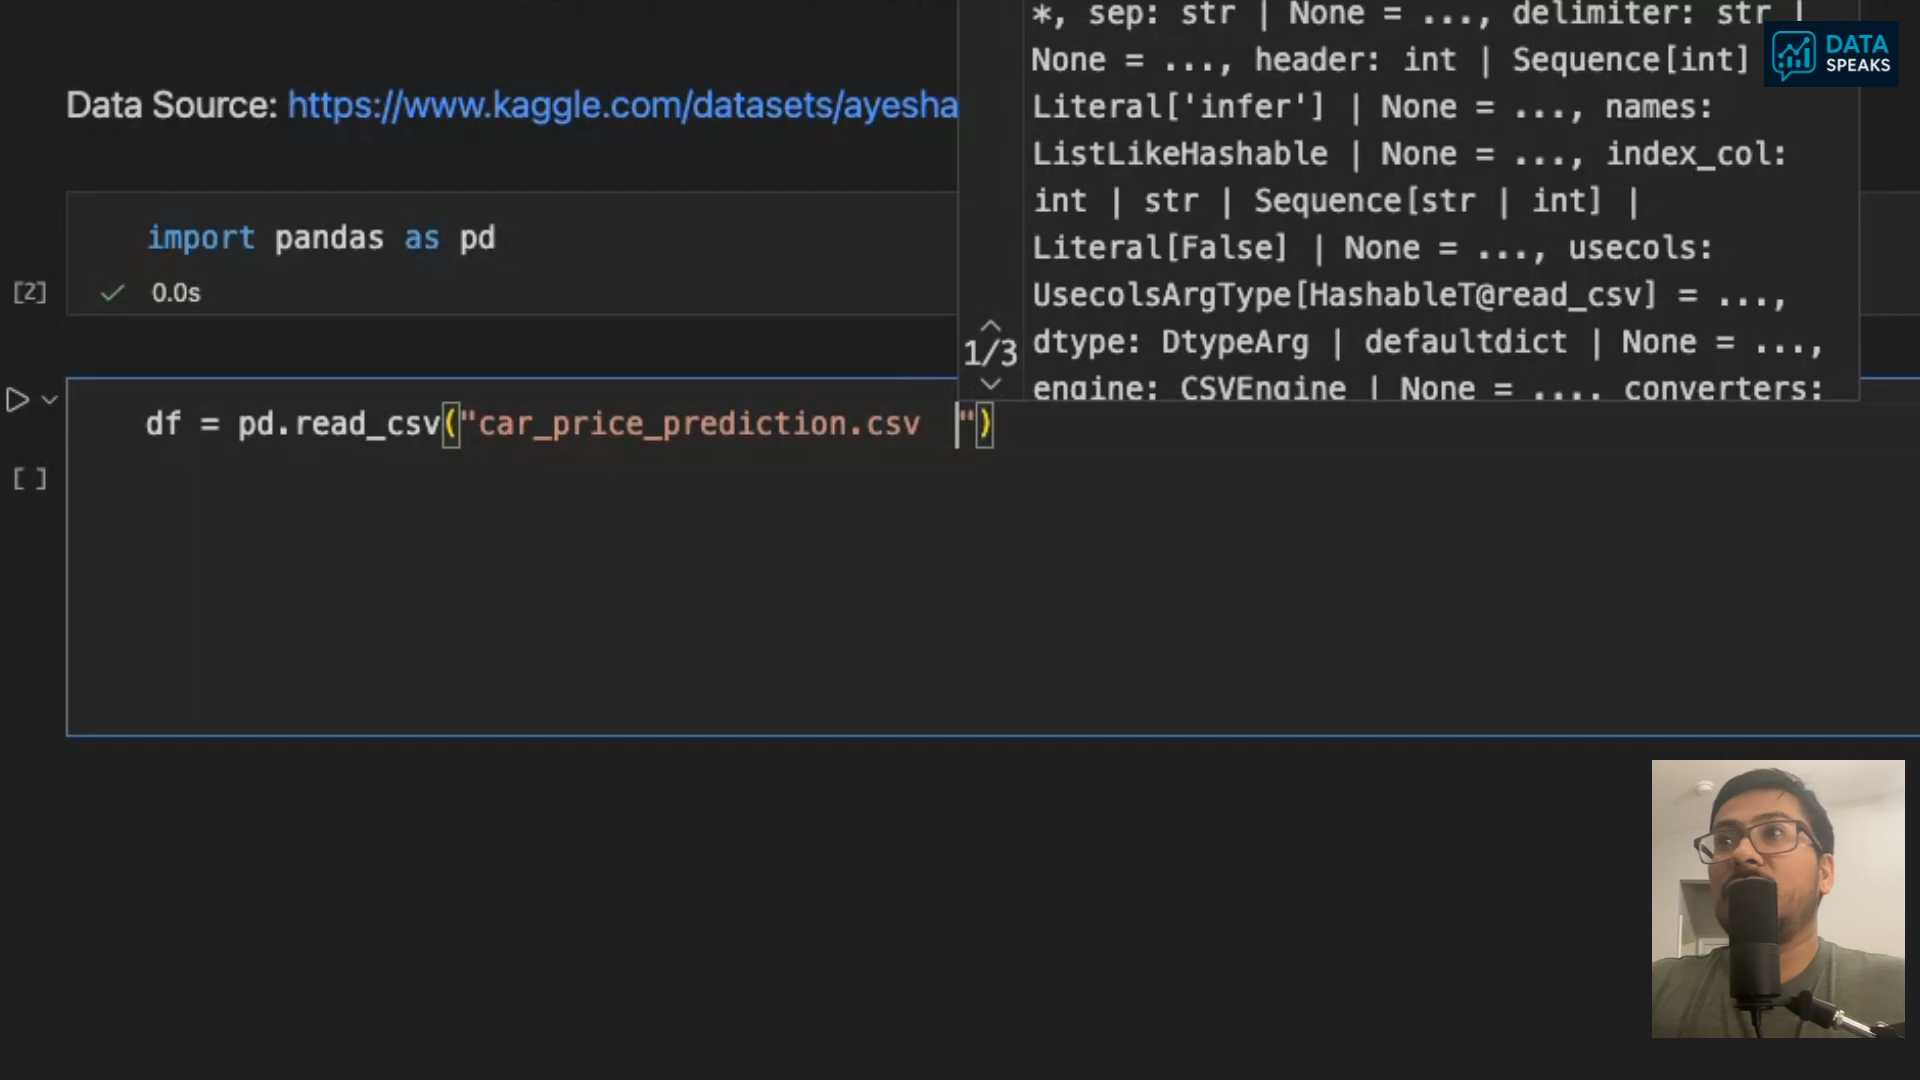 *, sep: str | None = ..., delimiter: str |
None = ..., header: int | Sequence[int]
Literal['infer'] | None = ..., names:
ListLikeHashable | None = ..., index_col:
int | str | Sequence[str | int] |
Literal[False] | None = ..., usecols:
UsecolsArgType[HashableT@read_csv] = ...,
dtype: DtypeArg | defaultdict | None = ...,
engine: CSVEngine | None = ..., converters:
1/3
DATA
SPEAKS
Data Source: https://www.kaggle.com/datasets/ayesha
import pandas as pd
[2] 0.0s
df = pd.read_csv("car_price_prediction.csv  ")
[ ]